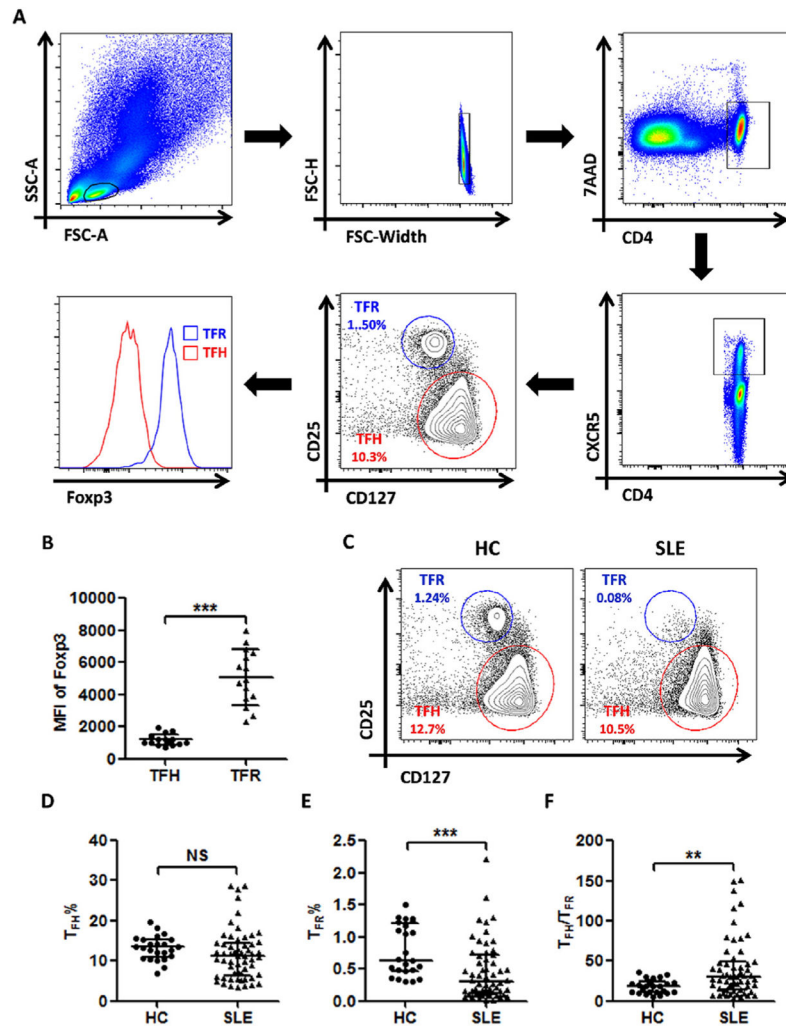 A
SSC-A
FSC-A
FSC-H
FSC-Width
7AAD
CD4
TFR
TFH
Foxp3
TFR
1..50%
TFH
10.3%
CD25
CD127
CXCR5
CD4
B
MFI of Foxp3
10000
8000
6000
4000
2000
0
***
TFH
TFR
C
HC
SLE
TFR
1.24%
TFH
12.7%
TFR
0.08%
TFH
10.5%
CD25
CD127
D
TFH%
40
30
20
10
0
NS
HC
SLE
E
TFR%
2.5
2.0
1.5
1.0
0.5
0.0
***
HC
SLE
F
TFH/TFR
200
150
100
50
0
**
HC
SLE